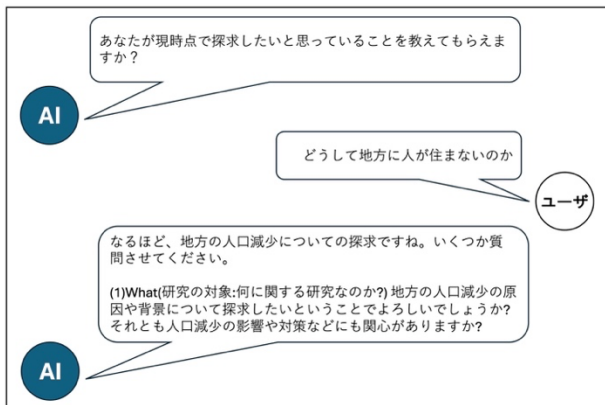 あなたが現時点で探求したいと思っていることを教えてもらえま
すか？
AI
どうして地方に人が住まないのか
ユーザ
なるほど、地方の人口減少についての探求ですね。いくつか質
問させてください。
(1)What(研究の対象:何に関する研究なのか?) 地方の人口減少の原
因や背景について探求したいということでよろしいでしょうか?
それとも人口減少の影響や対策などにも関心がありますか?
AI